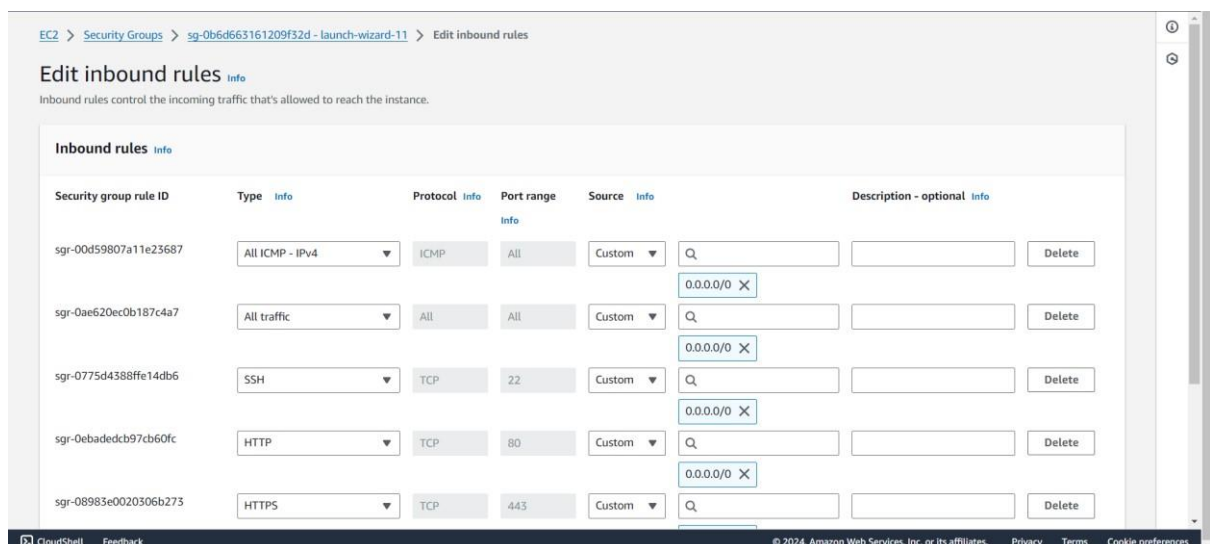 EC2 > Security Groups > sg-0b6d663161209f32d - launch-wizard-11 > Edit inbound rules
Edit inbound rules Info
Inbound rules control the incoming traffic that's allowed to reach the instance.
Inbound rules Info
Security group rule ID Type Info Protocol Info Port range Source Info Description - optional Info
Info
sgr-00d59807a11e23687 All ICMP - IPv4 ICMP All Custom Delete
0.0.0.0/0
sgr-0ae620ec0b187c4a7 All traffic All All Custom Delete
0.0.0.0/0
sgr-0775d4388ffe14db6 SSH TCP 22 Custom Delete
0.0.0.0/0
sgr-0ebadedcb97cb60fc HTTP TCP 80 Custom Delete
0.0.0.0/0
sgr-08983e0020306b273 HTTPS TCP 443 Custom Delete
CloudShell Feedback © 2024, Amazon Web Services, Inc. or its affiliates. Privacy Terms Cookie preferences